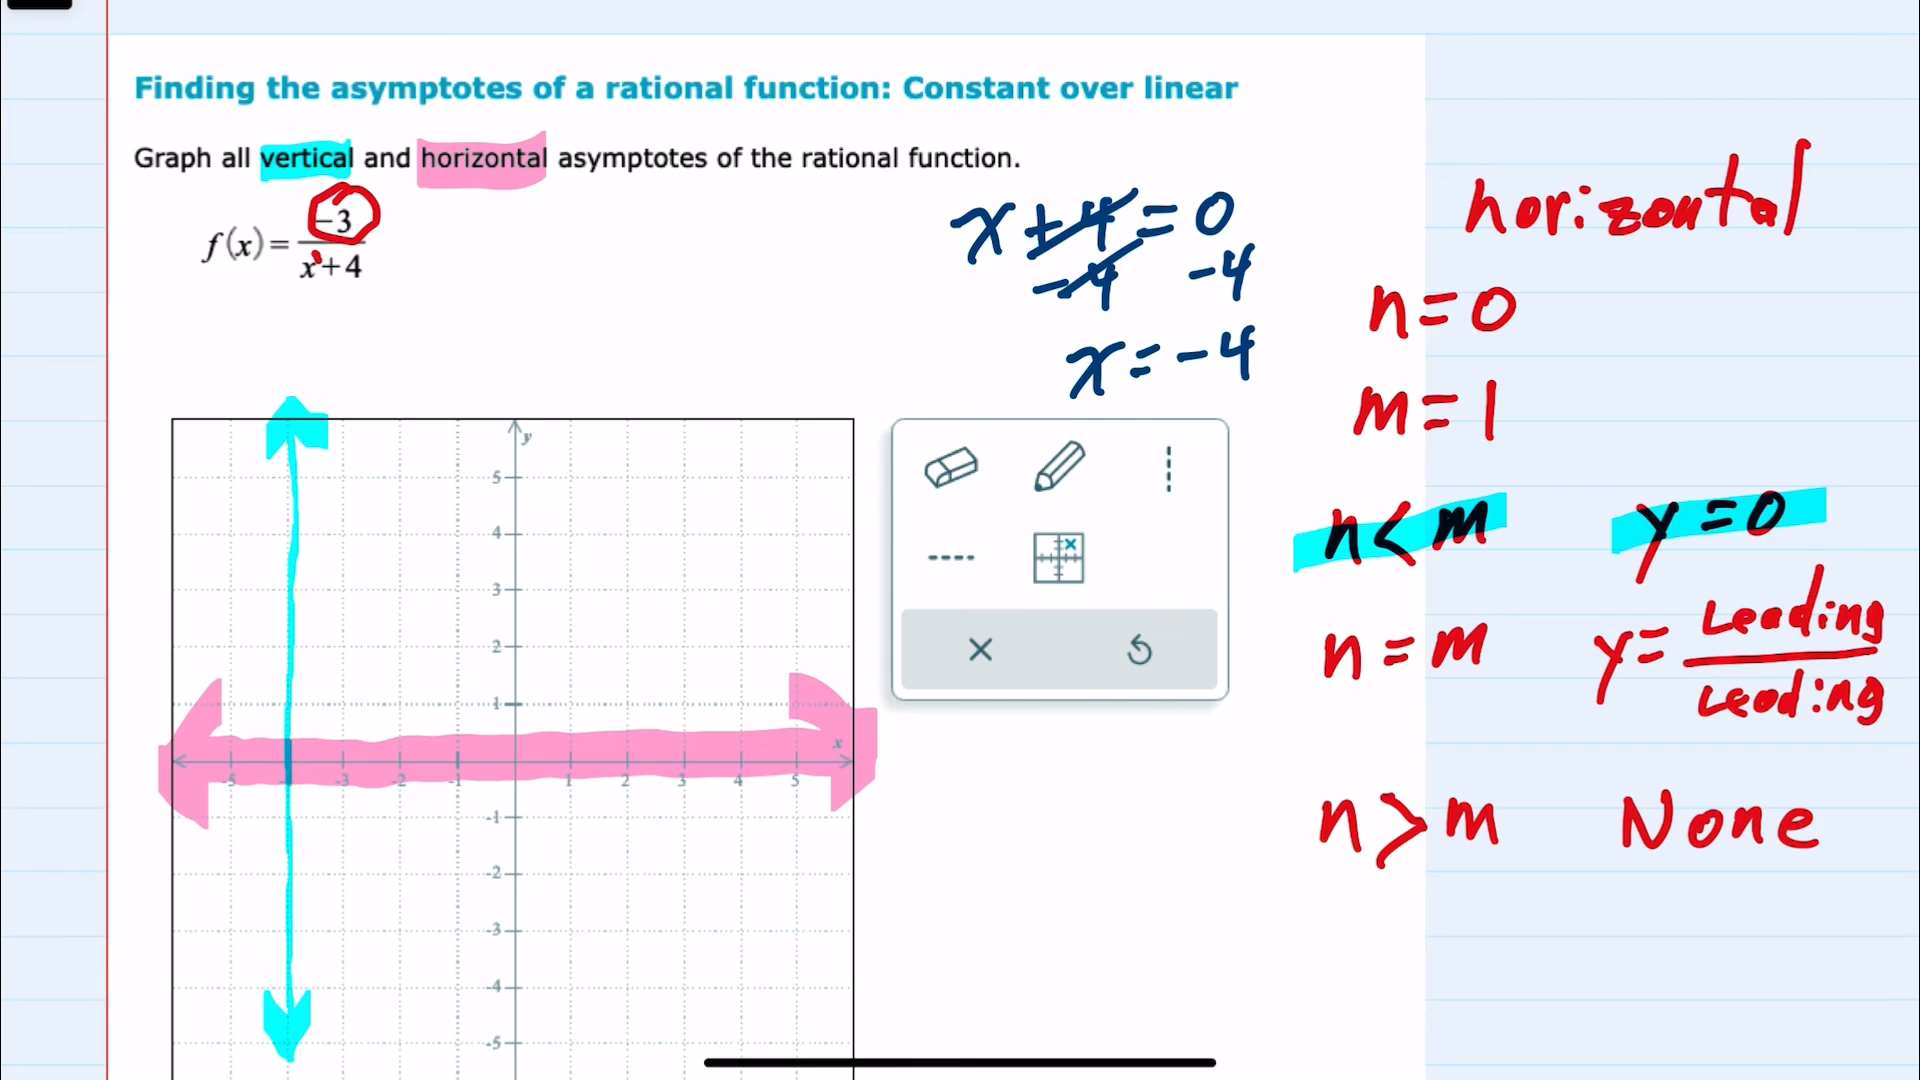 Finding the asymptotes of a rational function: Constant over linear
Graph all vertical and horizontal asymptotes of the rational function.
f(x) = -3 / x+4
x + 4 = 0
-4 -4
x = -4
horizontal
n = 0
m = 1
n < m y = 0
n = m y = Leading / Leading
n > m None
y
5
4
3
2
1
x
-5 -3 -2 -1 1 2 3 4 5
-1
-2
-3
-4
-5